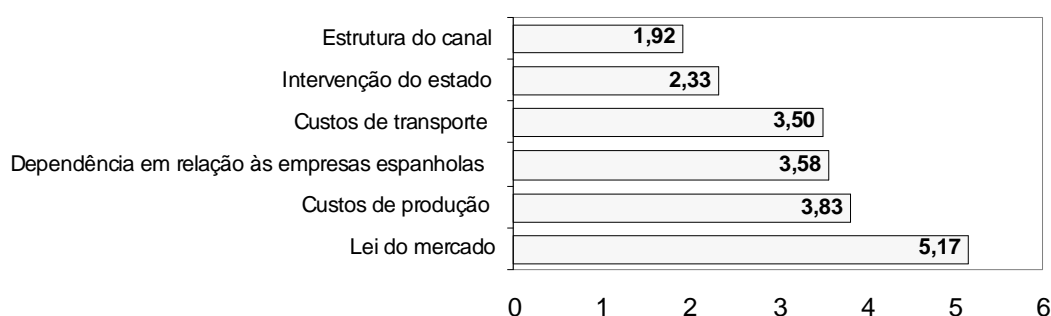 Estrutura do canal 1,92
Intervenção do estado 2,33
Custos de transporte 3,50
Dependência em relação às empresas espanholas 3,58
Custos de produção 3,83
Lei do mercado 5,17
0 1 2 3 4 5 6